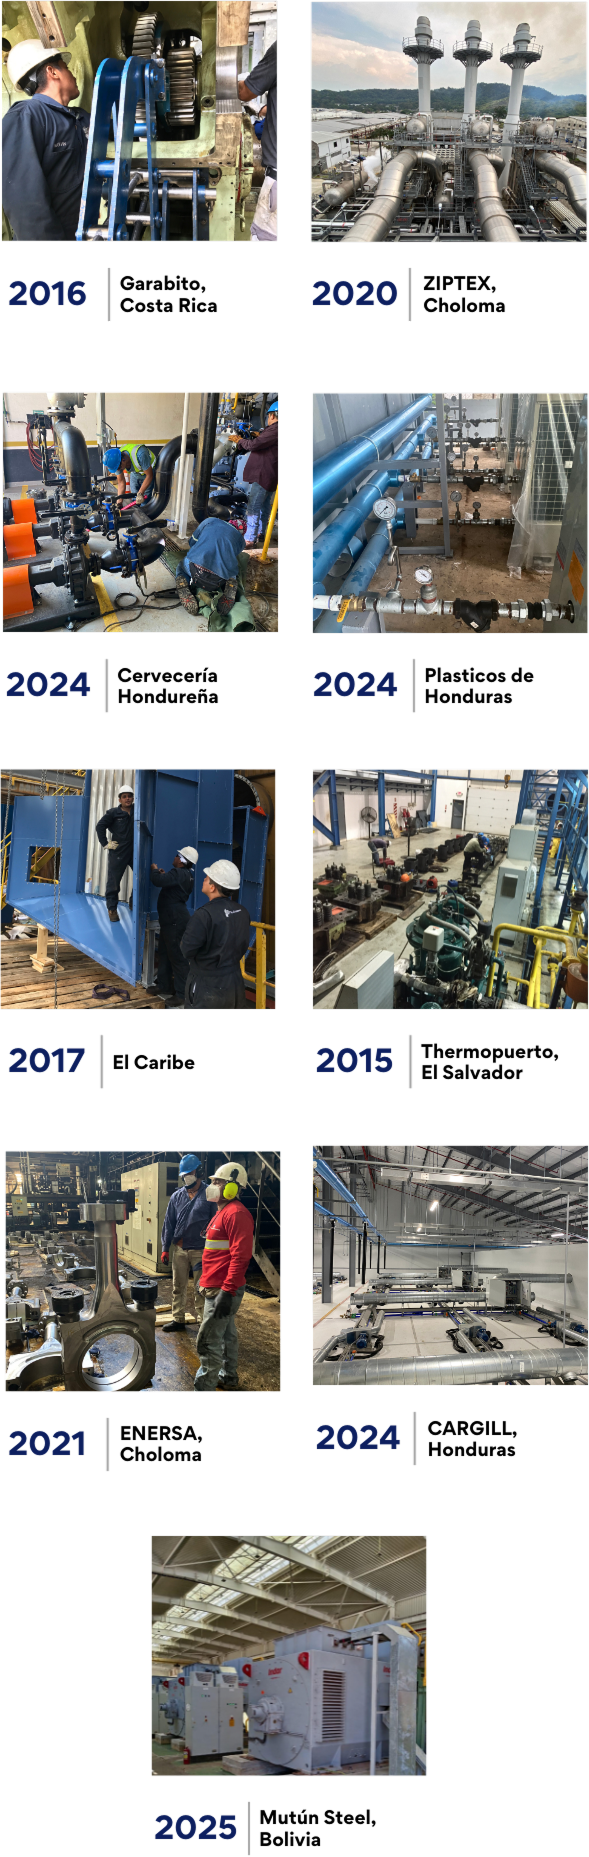 2016
Garabito,
Costa Rica
2020
ZIPTEX,
Choloma
2024
Cervecería
Hondureña
2024
Plasticos de
Honduras
2017
El Caribe
2015
Thermopuerto,
El Salvador
2021
ENERSA,
Choloma
2024
CARGILL,
Honduras
2025
Mutún Steel,
Bolivia